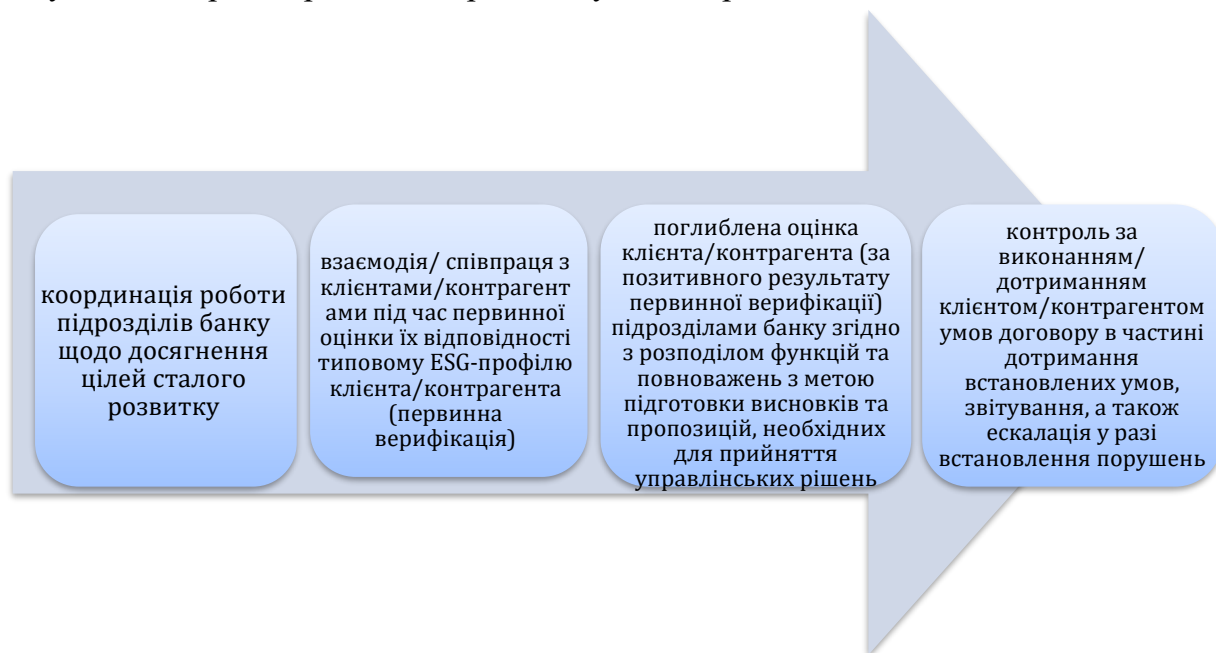 координація роботи
підрозділів банку
щодо досягнення
цілей сталого
розвитку
взаємодія/ співпраця з
клієнтами/контрагент
ами під час первинної
оцінки їх відповідності
типовому ESG-профілю
клієнта/контрагента
(первинна
верифікація)
поглиблена оцінка
клієнта/контрагента (за
позитивного результату
первинної верифікації)
підрозділами банку згідно
з розподілом функцій та
повноважень з метою
підготовки висновків та
пропозицій, необхідних
для прийняття
управлінських рішень
контроль за
виконанням/
дотриманням
клієнтом/контрагентом
умов договору в частині
дотримання
встановлених умов,
звітування, а також
ескалація у разі
встановлення порушень